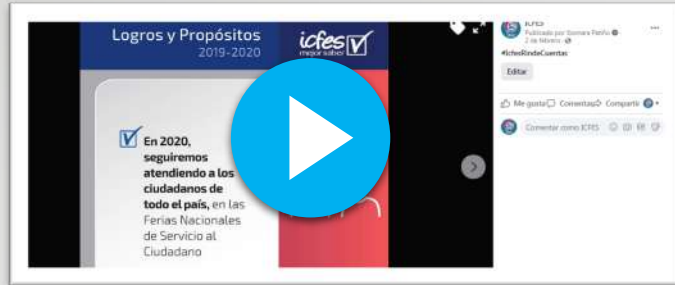 Logros y Propósitos
2019-2020
icfes
mejor saber
En 2020,
seguiremos
atendiendo a los
ciudadanos de
todo el país, en las
Ferias Nacionales
de Servicio al
Ciudadano
ICFES
Publicado por Xiomara Patiño
2 de febrero
#IcfesRindeCuentas
Editar
Me gusta Comentar Compartir
Comentar como ICFES